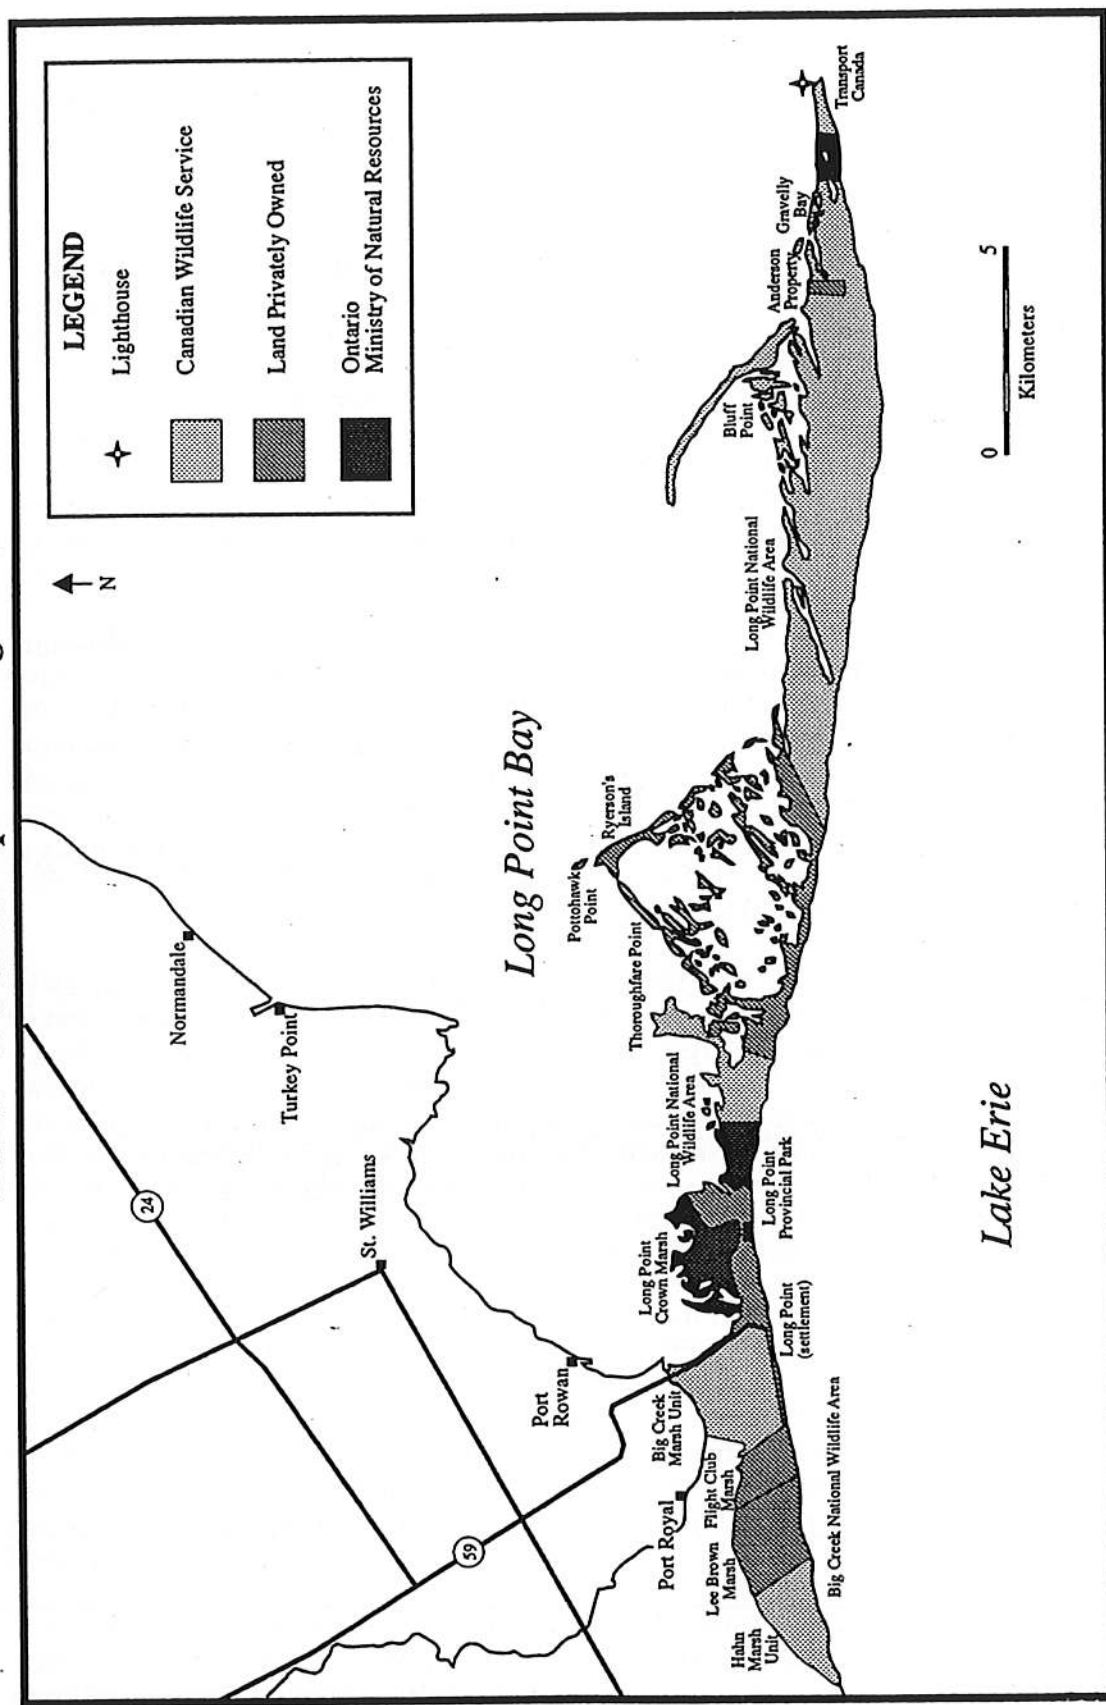 LEGEND
Lighthouse
Canadian Wildlife Service
Land Privately Owned
Ontario
Ministry of Natural Resources
N
24
59
Normandale
Turkey Point
St. Williams
Port
Rowan
Port Royal
Long Point Bay
Pottohawk
Point
Ryerson's
Island
Thoroughfare Point
Long Point National
Wildlife Area
Long Point
Crown Marsh
Big Creek
Marsh Unit
Flight Club
Marsh
Lee Brown
Marsh
Hahn
Marsh
Unit
Big Creek National Wildlife Area
Long Point
(settlement)
Long Point
Provincial Park
Long Point National
Wildlife Area
Bluff
Point
Anderson
Property
Gravelly
Bay
Transport
Canada
Lake Erie
0
5
Kilometers